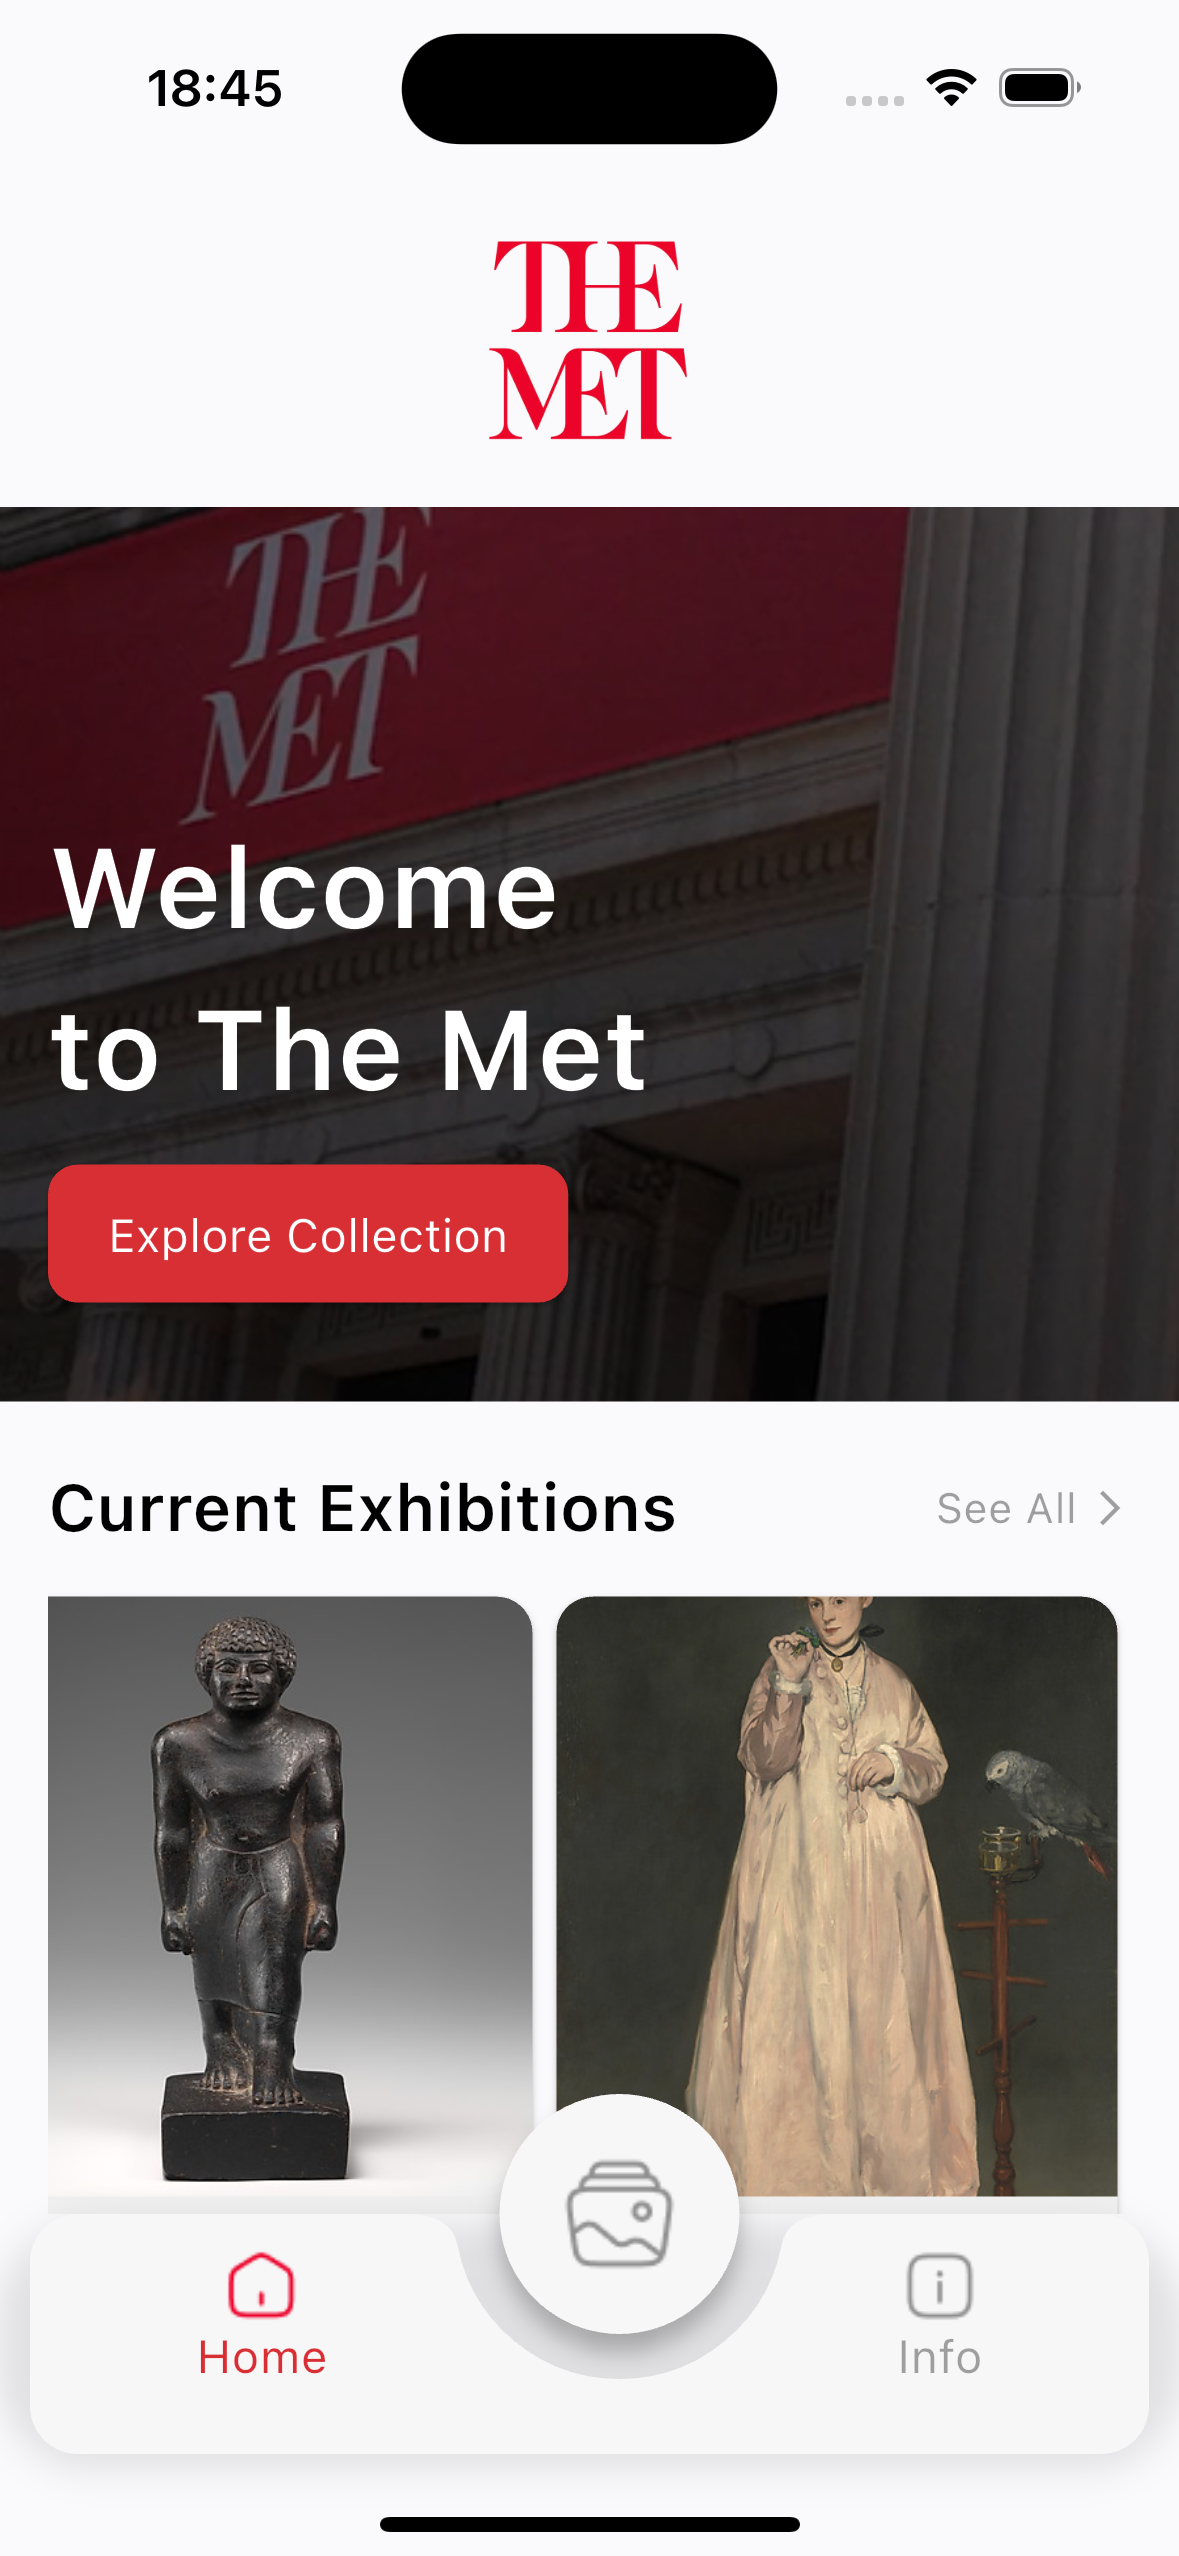 18:45
THE
MET
THE
MET
Welcome
to The Met
Explore Collection
Current Exhibitions
See All
Home
Info